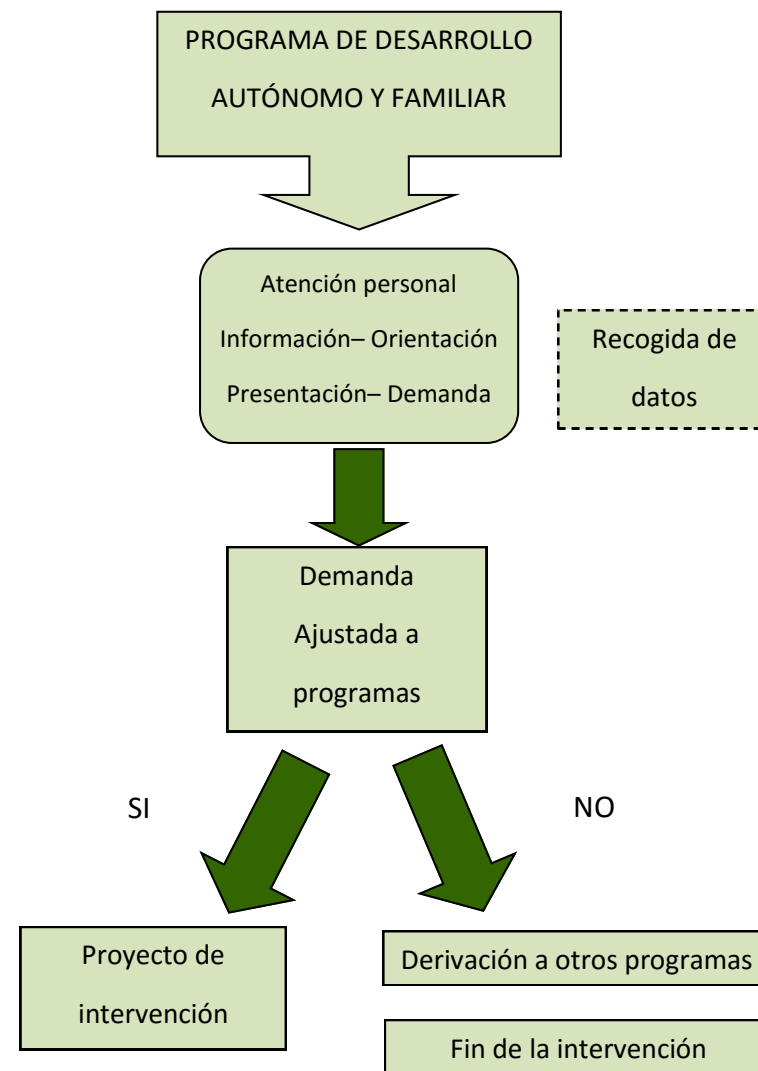 PROGRAMA DE DESARROLLO
AUTÓNOMO Y FAMILIAR
Atención personal
Información– Orientación
Presentación– Demanda
Recogida de
datos
Demanda
Ajustada a
programas
SI
NO
Proyecto de
intervención
Derivación a otros programas
Fin de la intervención